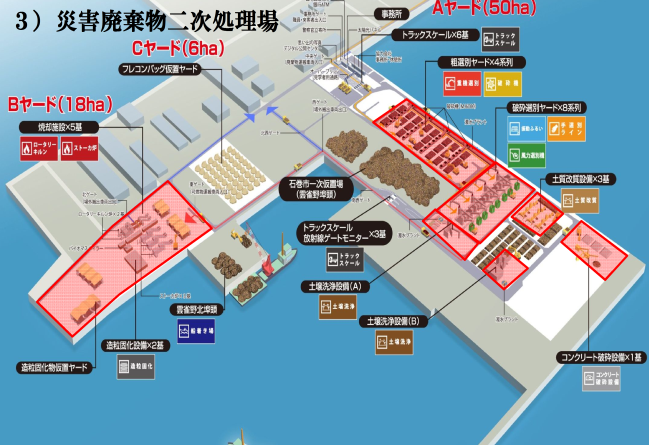 3）災害廃棄物二次処理場
Aヤード(50ha)
事務所
Cヤード(6ha)
トラックスケール×6基
トラック
スケール
フレコンバッグ仮置ヤード
粗選別ヤード×4系列
重機選別
破砕機
Bヤード(18ha)
焼却施設×5基
ロータリー
キルン
ストーカ炉
破砕選別ヤード×8系列
振動ふるい
手選別
ライン
風力選別機
土質改質設備×3基
土質改質
石巻市一次仮置場
(雲雀野埠頭)
トラックスケール
放射線ゲートモニター×3基
トラック
スケール
土壌洗浄設備(A)
土壌洗浄
土壌洗浄設備(B)
土壌洗浄
雲雀野北埠頭
船着き場
造粒固化設備×2基
造粒固化
造粒固化物仮置ヤード
コンクリート破砕設備×1基
コンクリート
破砕設備